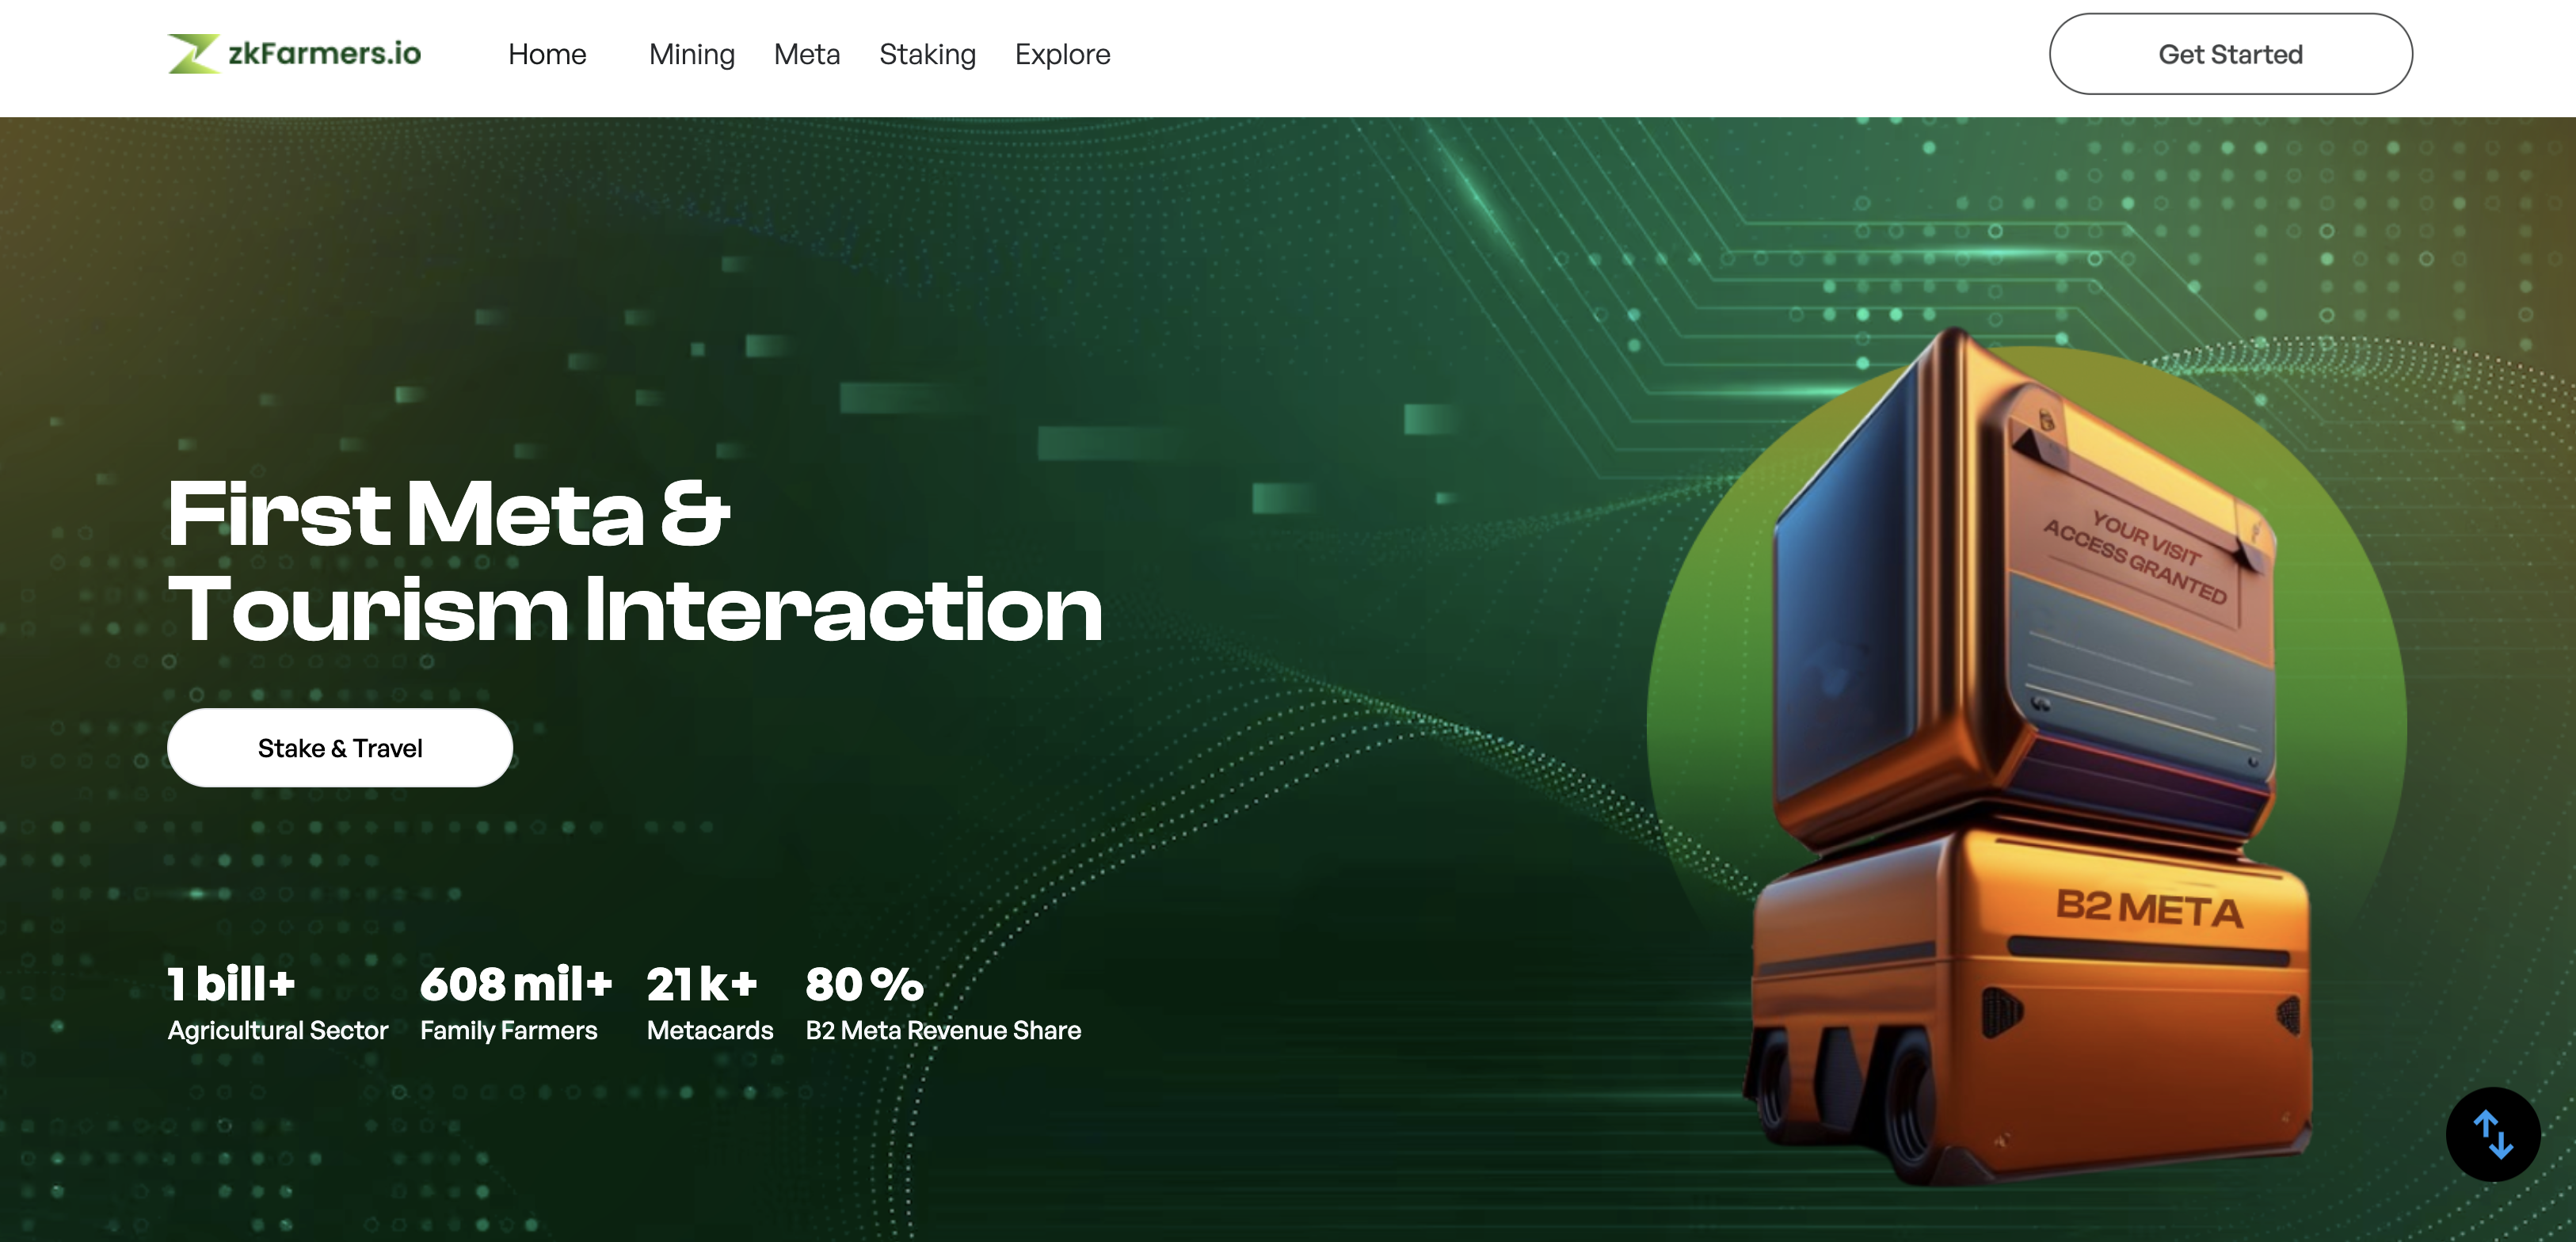 zkFarmers.io
Home Mining Meta Staking Explore
Get Started
First Meta &
Tourism Interaction
Stake & Travel
1 bill+ 608 mil+ 21 k+ 80 %
Agricultural Sector Family Farmers Metacards B2 Meta Revenue Share
YOUR VISIT
ACCESS GRANTED
B2 META